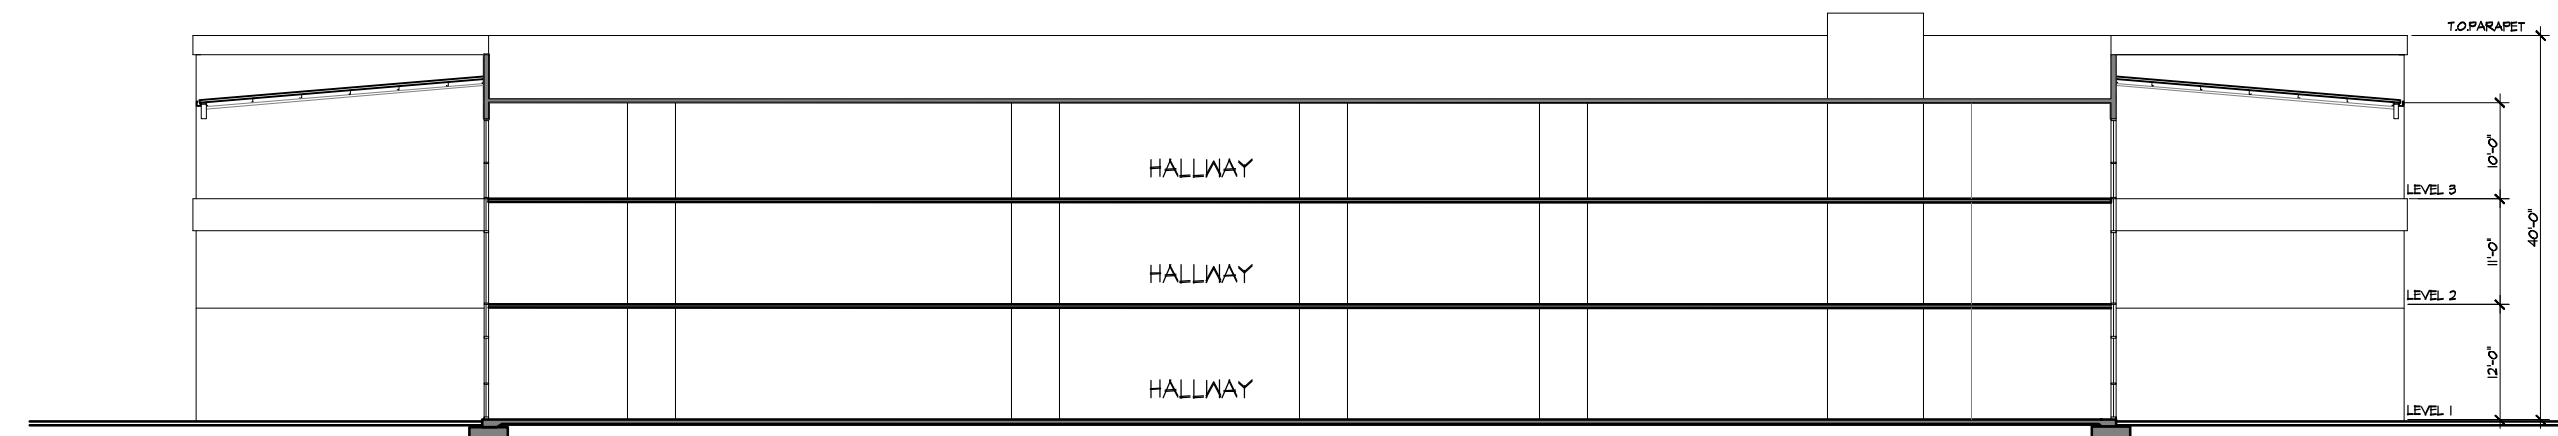 T.O.PARAPET
10'-0"
HALLWAY
LEVEL 3
40'-0"
11'-0"
HALLWAY
LEVEL 2
12'-0"
HALLWAY
LEVEL 1